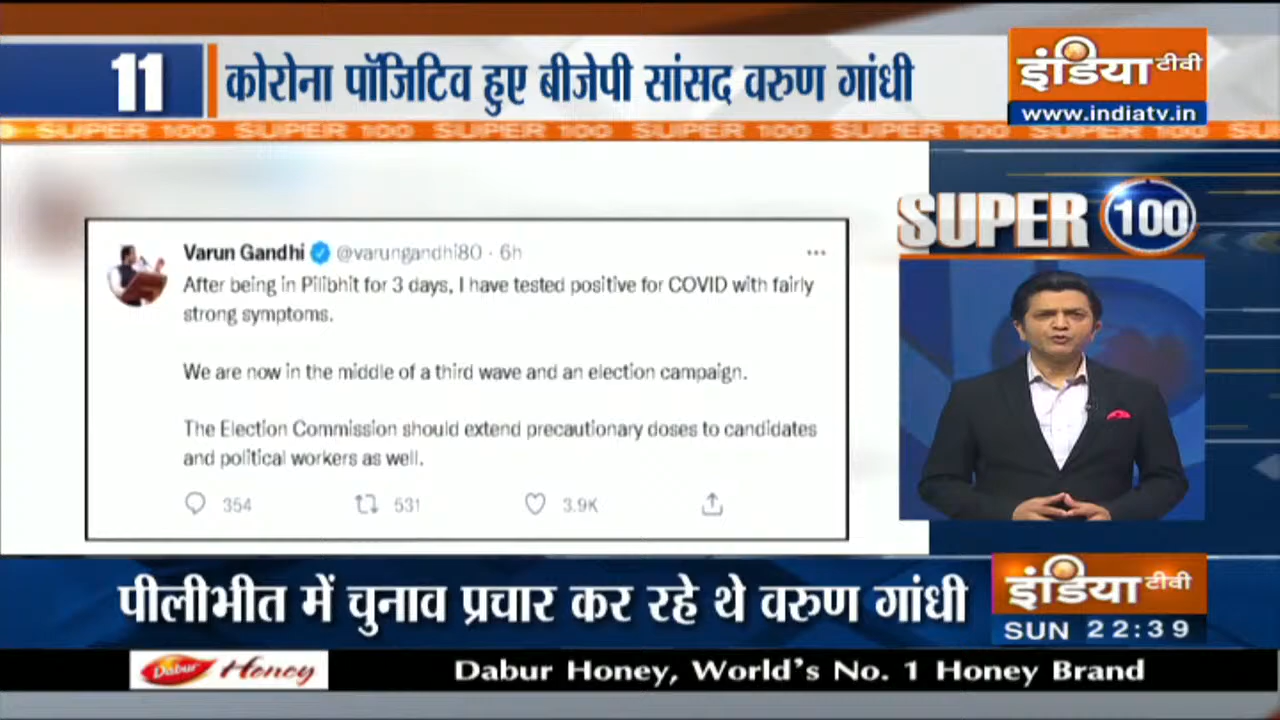 11
कोरोना पॉजिटिव हुए बीजेपी सांसद वरुण गांधी
इंडिया टीवी
www.indiatv.in
SUPER 100 SUPER 100 SUPER 100 SUPER 100 SUPER 100 SUPER 100
SUPER 100
Varun Gandhi @varungandhi80 · 6h
After being in Pilibhit for 3 days, I have tested positive for COVID with fairly
strong symptoms.
We are now in the middle of a third wave and an election campaign.
The Election Commission should extend precautionary doses to candidates
and political workers as well.
354 531 3.9K
पीलीभीत में चुनाव प्रचार कर रहे थे वरुण गांधी
इंडिया टीवी
SUN 22:39
Dabur Honey
Dabur Honey, World's No. 1 Honey Brand